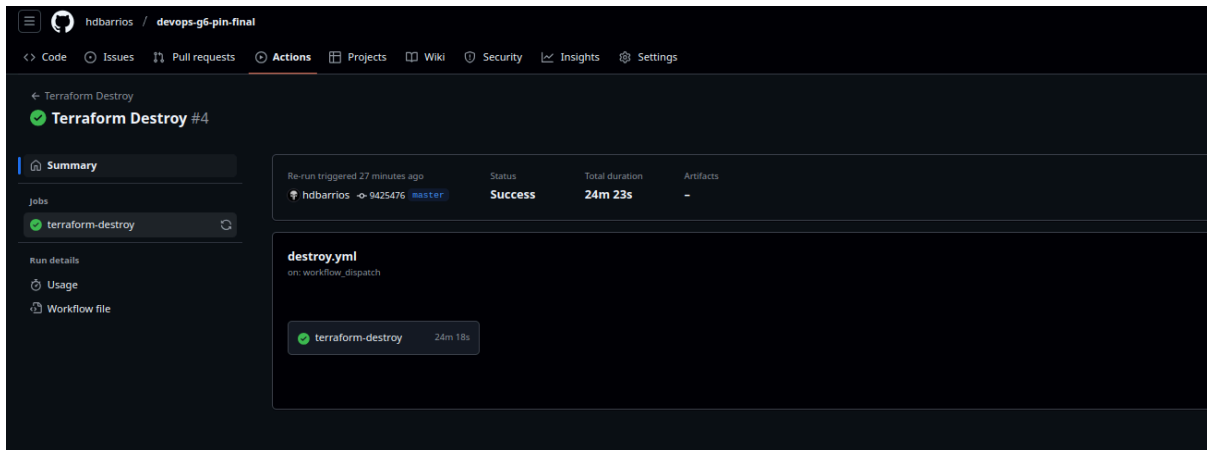 hdbarrios / devops-g6-pin-final
Code Issues Pull requests Actions Projects Wiki Security Insights Settings
← Terraform Destroy
Terraform Destroy #4
Summary
Jobs
terraform-destroy
Run details
Usage
Workflow file
Re-run triggered 27 minutes ago Status Total duration Artifacts
hdbarrios 9425476 master Success 24m 23s –
destroy.yml
on: workflow_dispatch
terraform-destroy 24m 18s